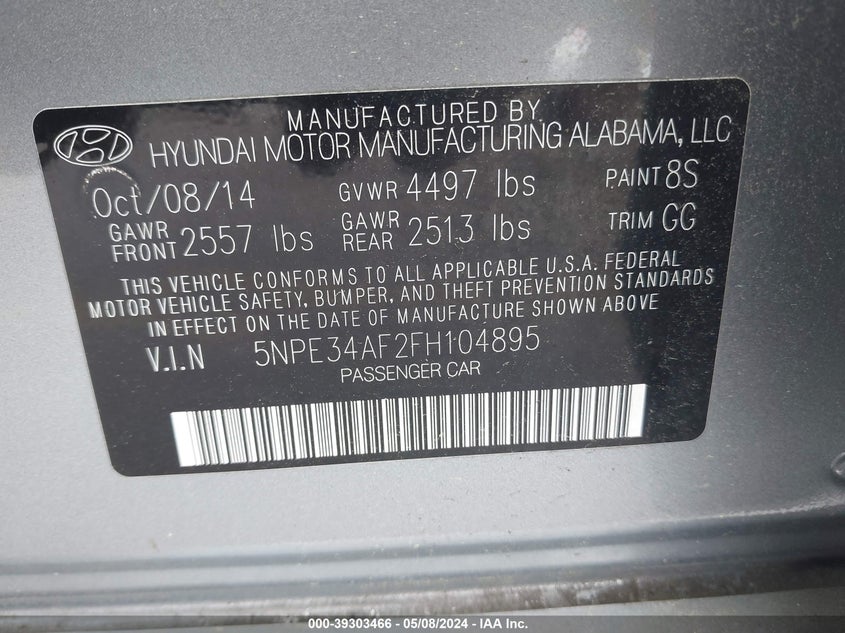 MANUFACTURED BY
HYUNDAI MOTOR MANUFACTURING ALABAMA, LLC
Oct/08/14 GVWR 4497 lbs PAINT 8S
GAWR FRONT 2557 lbs GAWR REAR 2513 lbs TRIM GG
THIS VEHICLE CONFORMS TO ALL APPLICABLE U.S.A. FEDERAL
MOTOR VEHICLE SAFETY, BUMPER, AND THEFT PREVENTION STANDARDS
IN EFFECT ON THE DATE OF MANUFACTURE SHOWN ABOVE
V.I.N 5NPE34AF2FH104895
PASSENGER CAR
000-39303466 - 05/08/2024 - IAA Inc.